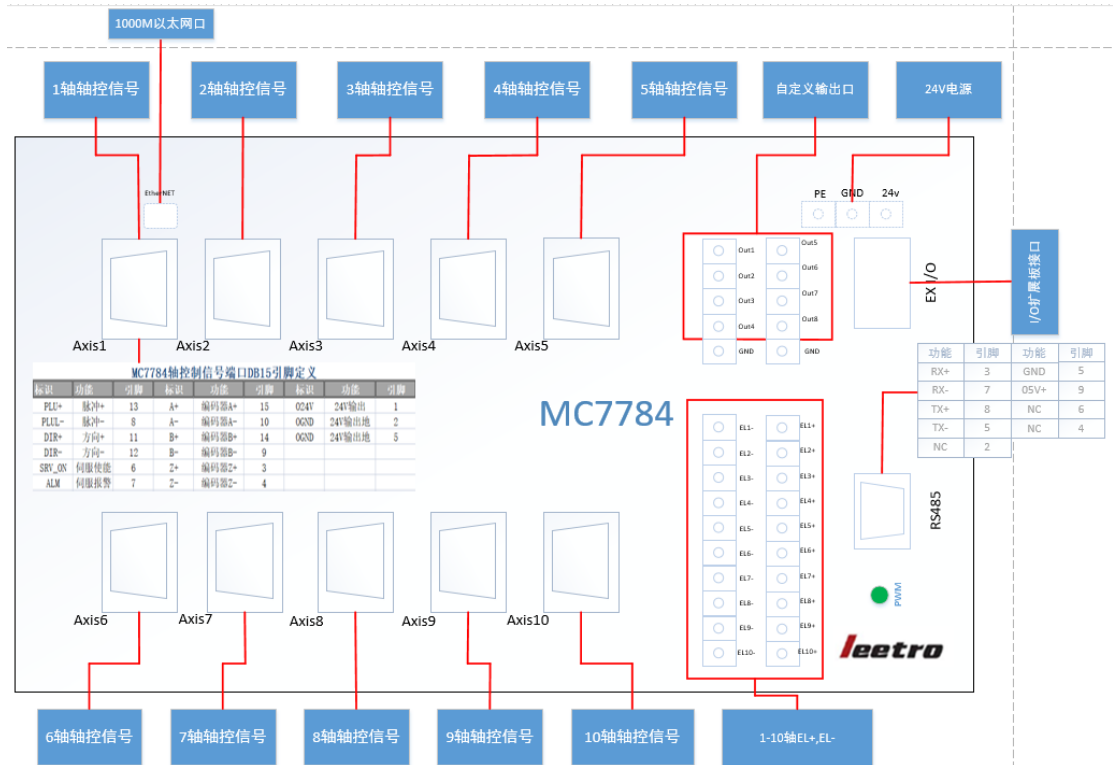 1000M以太网口
1轴轴控信号
2轴轴控信号
3轴轴控信号
4轴轴控信号
5轴轴控信号
自定义输出口
24V电源
EtherNET
PE GND 24v
Out1 Out5
Out2 Out6
Out3 Out7
Out4 Out8
GND GND
EX I/O
I/O扩展板接口
Axis1 Axis2 Axis3 Axis4 Axis5
MC7784轴控制信号端口DB15引脚定义
标识 功能 引脚 标识 功能 引脚 标识 功能 引脚
PLU+ 脉冲+ 13 A+ 编码器A+ 15 O24V 24V输出 1
PLUL- 脉冲- 8 A- 编码器A- 10 OGND 24V输出地 2
DIR+ 方向+ 11 B+ 编码器B+ 14 OGND 24V输出地 5
DIR- 方向- 12 B- 编码器B- 9
SRV_ON 伺服使能 6 Z+ 编码器Z+ 3
ALM 伺服报警 7 Z- 编码器Z- 4
MC7784
功能 引脚 功能 引脚
RX+ 3 GND 5
RX- 7 05V+ 9
TX+ 8 NC 6
TX- 5 NC 4
NC 2
EL1- EL1+
EL2- EL2+
EL3- EL3+
EL4- EL4+
EL5- EL5+
EL6- EL6+
EL7- EL7+
EL8- EL8+
EL9- EL9+
EL10- EL10+
RS485
PWM
leetro
Axis6 Axis7 Axis8 Axis9 Axis10
6轴轴控信号
7轴轴控信号
8轴轴控信号
9轴轴控信号
10轴轴控信号
1-10轴EL+,EL-